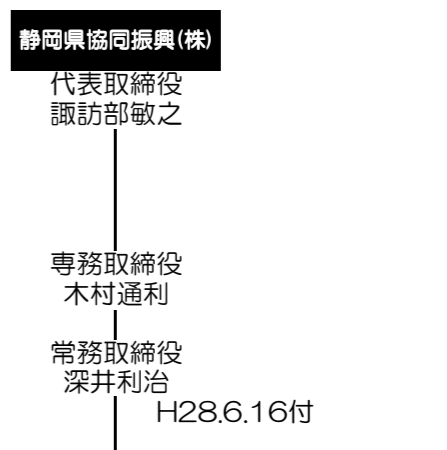 静岡県協同振興(株)
代表取締役
諏訪部敏之
専務取締役
木村通利
常務取締役
深井利治
H28.6.16付